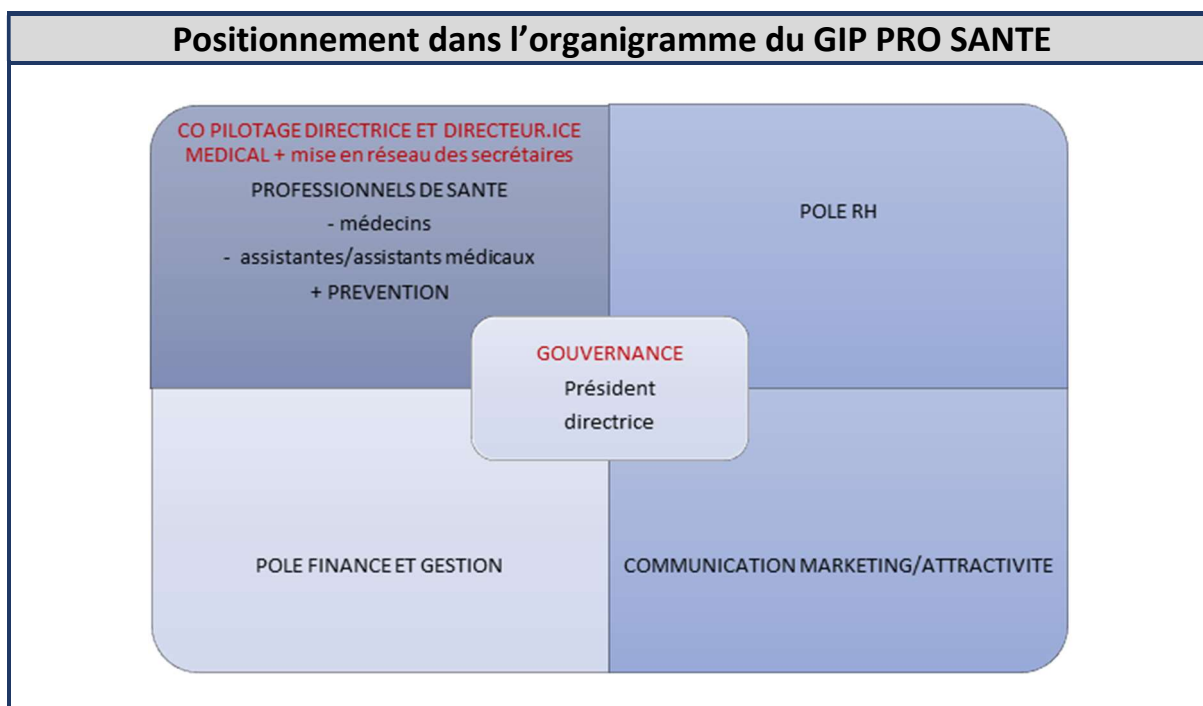 Positionnement dans l’organigramme du GIP PRO SANTE
CO PILOTAGE DIRECTRICE ET DIRECTEUR.ICE
MEDICAL + mise en réseau des secrétaires
PROFESSIONNELS DE SANTE
- médecins
- assistantes/assistants médicaux
+ PREVENTION
POLE RH
GOUVERNANCE
Président
directrice
POLE FINANCE ET GESTION
COMMUNICATION MARKETING/ATTRACTIVITE